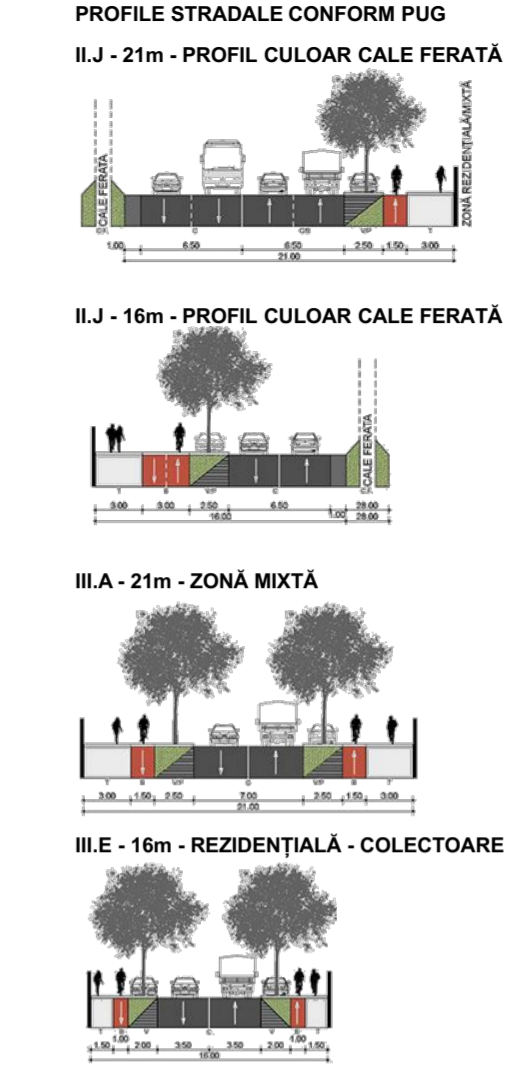 PROFILE STRADALE CONFORM PUG
II.J - 21m - PROFIL CULOAR CALE FERATĂ
CALE FERATA
ZONĂ REZIDENȚIALĂ/MIXTĂ
C T
1.00 6.50 6.50 2.50 1.50 3.00
21.00
II.J - 16m - PROFIL CULOAR CALE FERATĂ
CALE FERATA
T B V/P C
3.00 3.00 2.50 6.50 1.00 28.00
16.00 28.00
III.A - 21m - ZONĂ MIXTĂ
T B V/P C V/P B T
3.00 1.50 2.50 7.00 2.50 1.50 3.00
21.00
III.E - 16m - REZIDENȚIALĂ - COLECTOARE
T B V C V B T
1.50 1.00 2.00 3.50 3.50 2.00 1.00 1.50
16.00